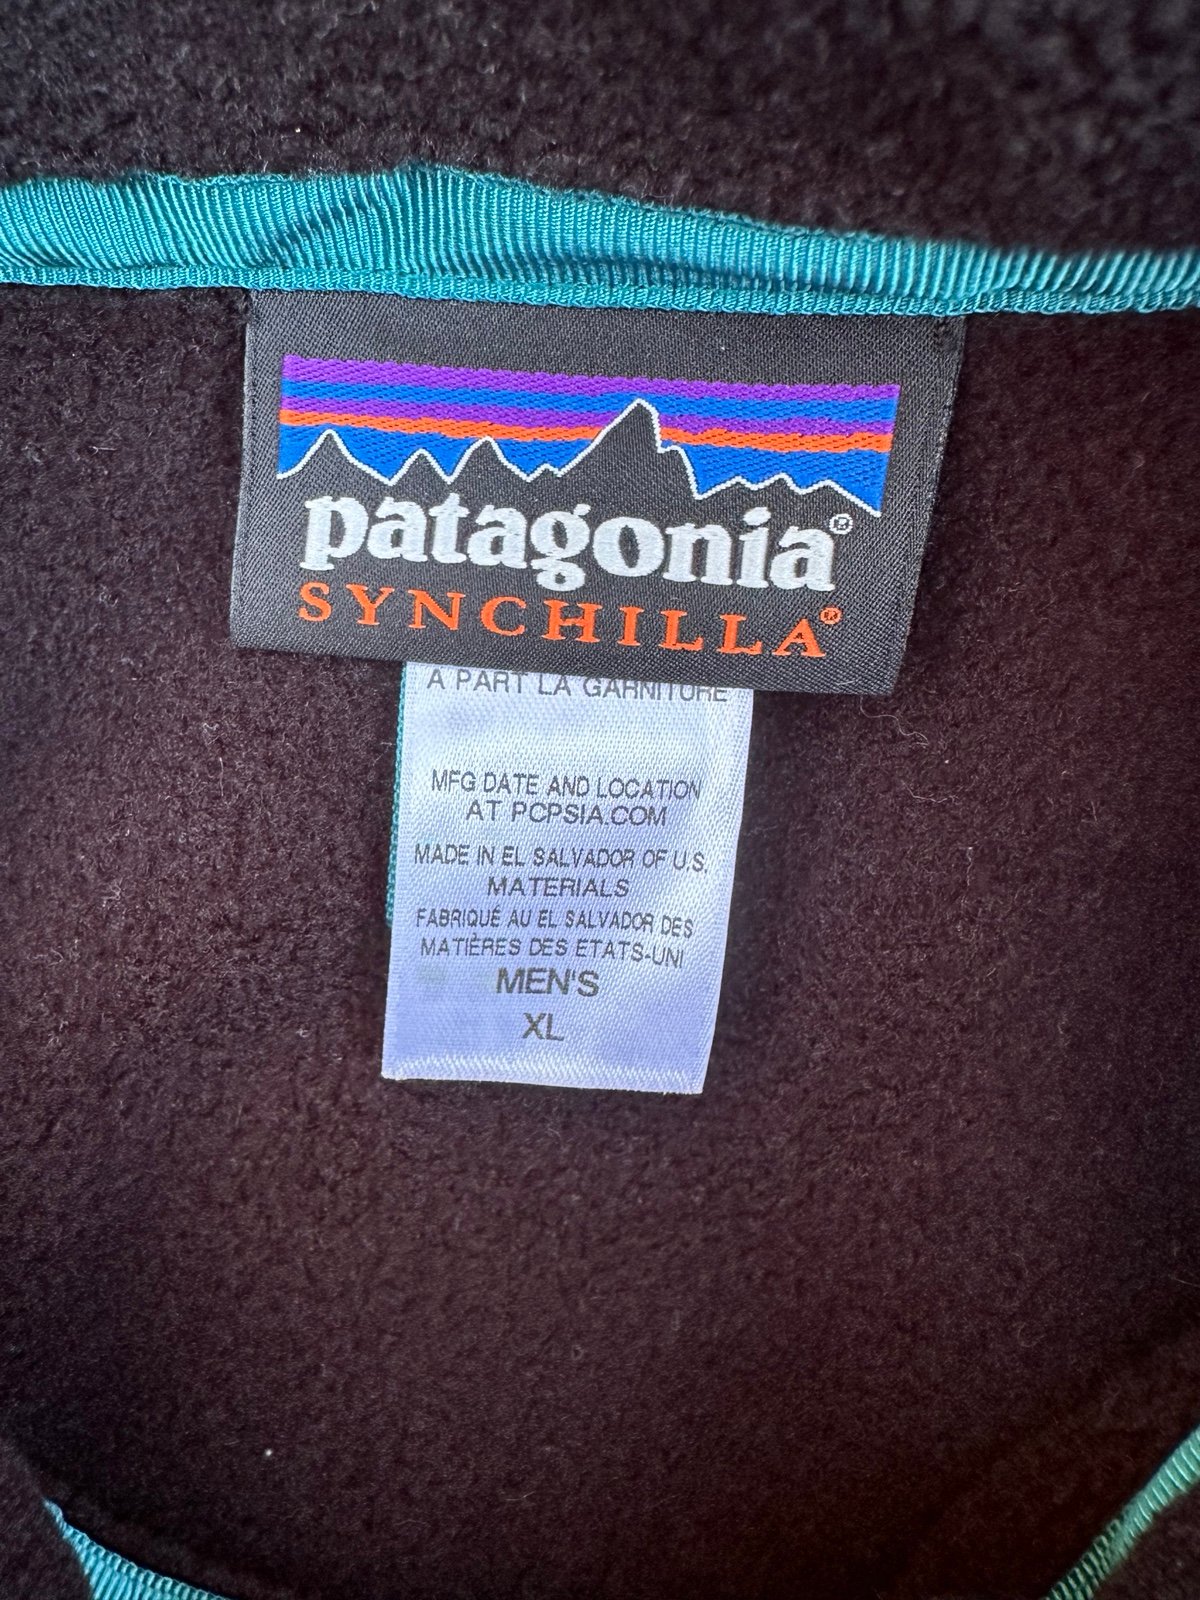 patagonia®
SYNCHILLA®
A PART LA GARNITURE
MFG DATE AND LOCATION
AT PCPSIA.COM
MADE IN EL SALVADOR OF U.S.
MATERIALS
FABRIQUÉ AU EL SALVADOR DES
MATIÈRES DES ETATS-UNI
MEN'S
XL